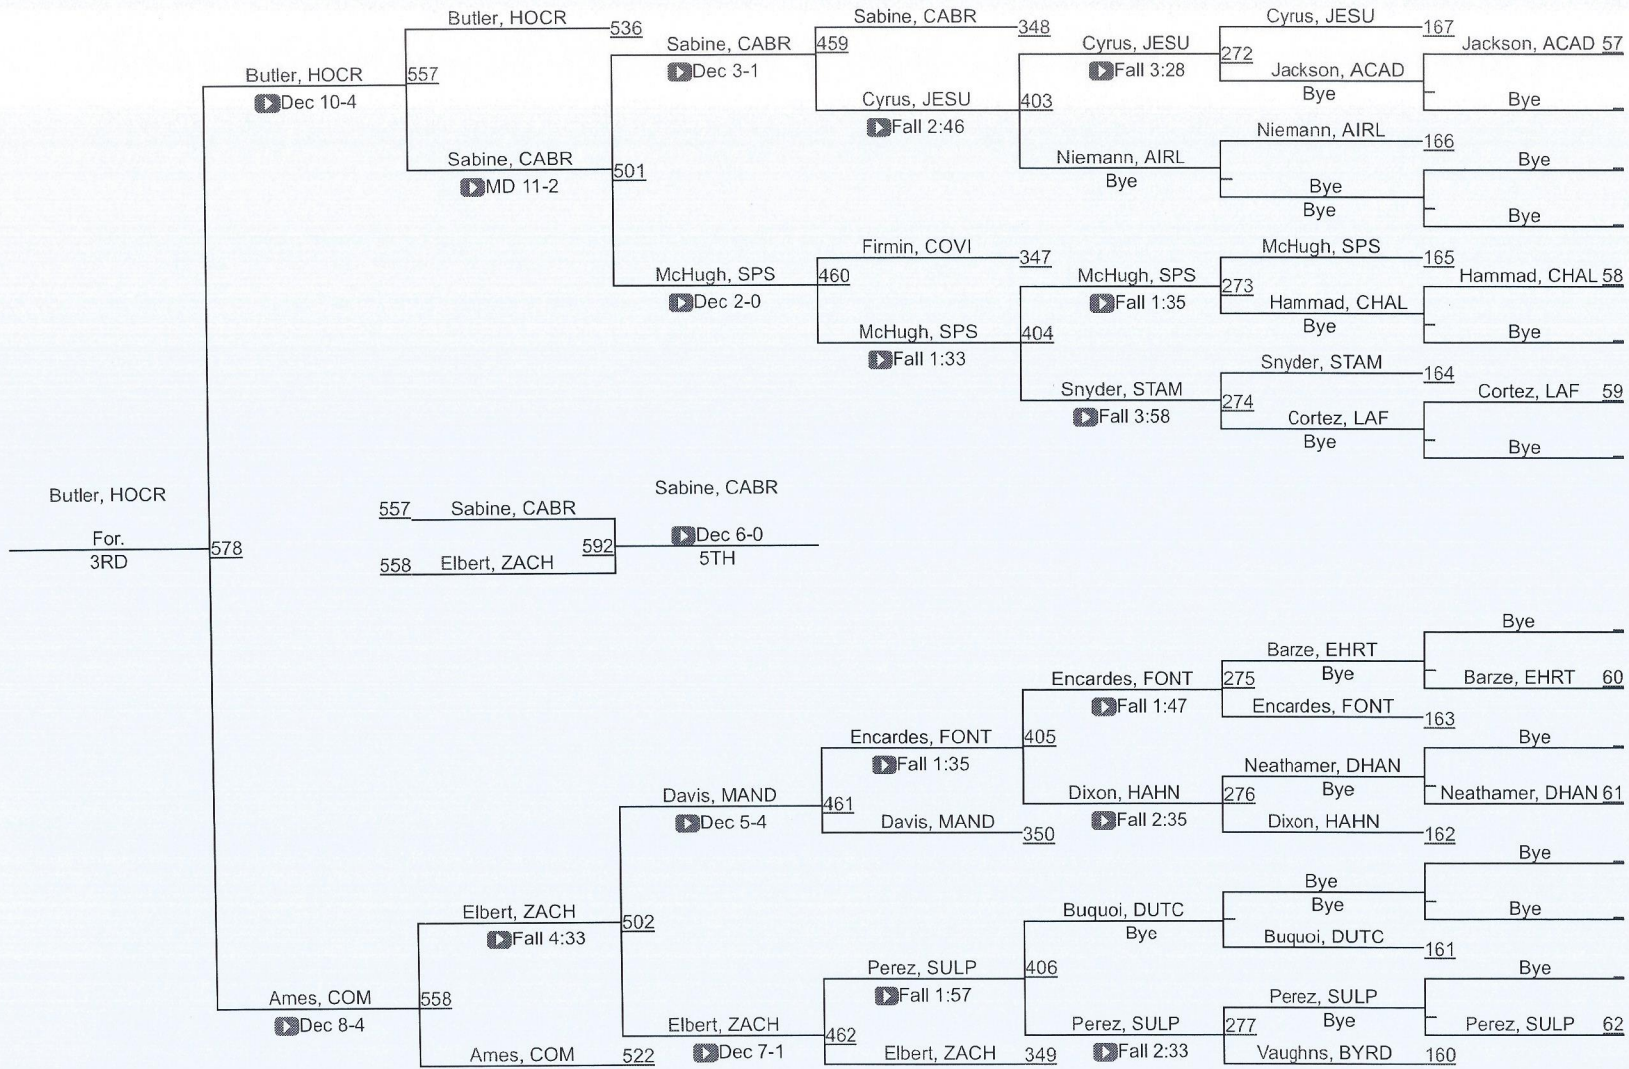 Butler, HOCR
536
Sabine, CABR
348
Cyrus, JESU
167
Sabine, CABR
459
Cyrus, JESU
272
Jackson, ACAD 57
Dec 3-1
Fall 3:28
Jackson, ACAD
Bye
Butler, HOCR
557
Dec 10-4
Cyrus, JESU
403
Fall 2:46
Bye
Niemann, AIRL
166
Sabine, CABR
501
MD 11-2
Niemann, AIRL
Bye
Bye
Bye
Bye
Bye
Firmin, COVI
347
McHugh, SPS
165
McHugh, SPS
460
Dec 2-0
McHugh, SPS
273
Fall 1:35
Hammad, CHAL 58
Hammad, CHAL
Bye
McHugh, SPS
404
Fall 1:33
Bye
Snyder, STAM
164
Snyder, STAM
274
Fall 3:58
Cortez, LAF 59
Cortez, LAF
Bye
Bye
Butler, HOCR
For.
3RD
578
557 Sabine, CABR
592
558 Elbert, ZACH
Sabine, CABR
Dec 6-0
5TH
Bye
Barze, EHRT
Bye
Encardes, FONT
275
Fall 1:47
Barze, EHRT 60
Encardes, FONT
163
Encardes, FONT
405
Fall 1:35
Bye
Neathamer, DHAN
Bye
Davis, MAND
461
Dec 5-4
Dixon, HAHN
276
Fall 2:35
Neathamer, DHAN 61
Davis, MAND
350
Dixon, HAHN
162
Bye
Bye
Bye
Elbert, ZACH
502
Fall 4:33
Buquoi, DUTC
Bye
Bye
Buquoi, DUTC
161
Perez, SULP
406
Fall 1:57
Bye
Ames, COM
558
Dec 8-4
Perez, SULP
Bye
Elbert, ZACH
462
Dec 7-1
Perez, SULP
277
Fall 2:33
Perez, SULP 62
Ames, COM
522
Elbert, ZACH
349
Vaughns, BYRD
160